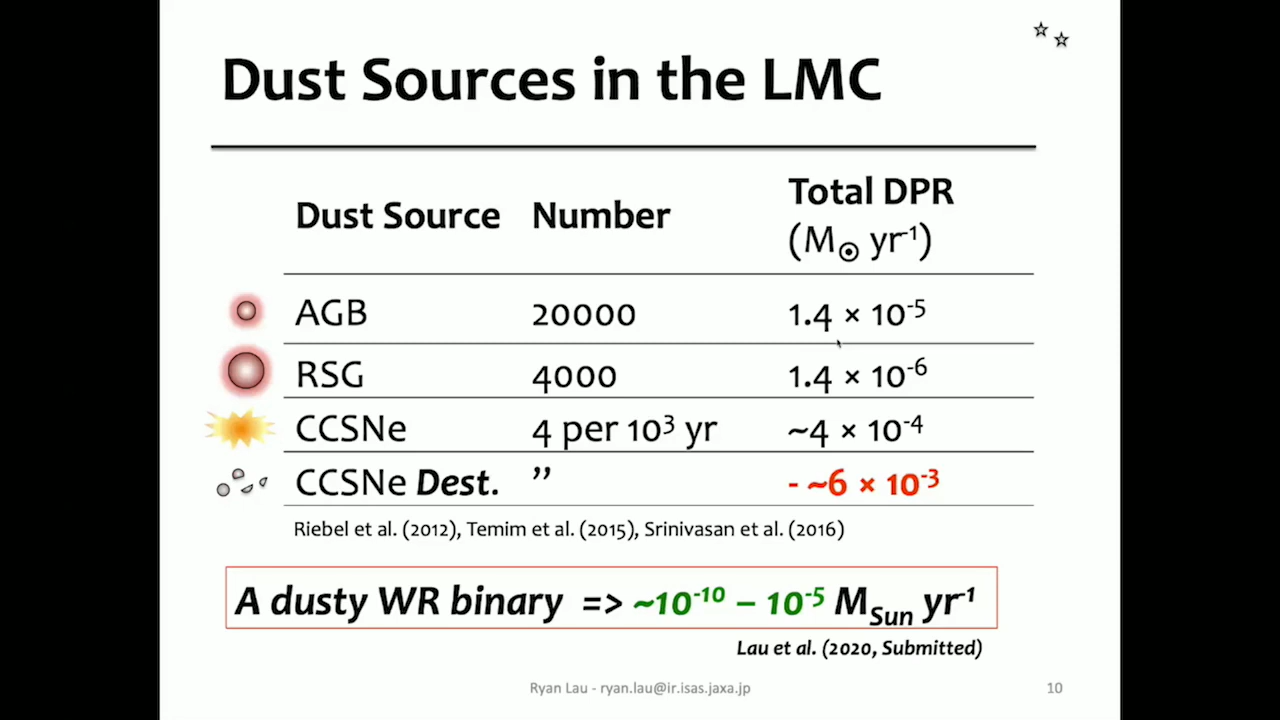 Dust Sources in the LMC
Dust Source Number Total DPR (M☉ yr⁻¹)
AGB 20000 1.4 × 10⁻⁵
RSG 4000 1.4 × 10⁻⁶
CCSNe 4 per 10³ yr ~4 × 10⁻⁴
CCSNe Dest. ” - ~6 × 10⁻³
Riebel et al. (2012), Temim et al. (2015), Srinivasan et al. (2016)
A dusty WR binary => ~10⁻¹⁰ – 10⁻⁵ M_Sun yr⁻¹
Lau et al. (2020, Submitted)
Ryan Lau - ryan.lau@ir.isas.jaxa.jp 10